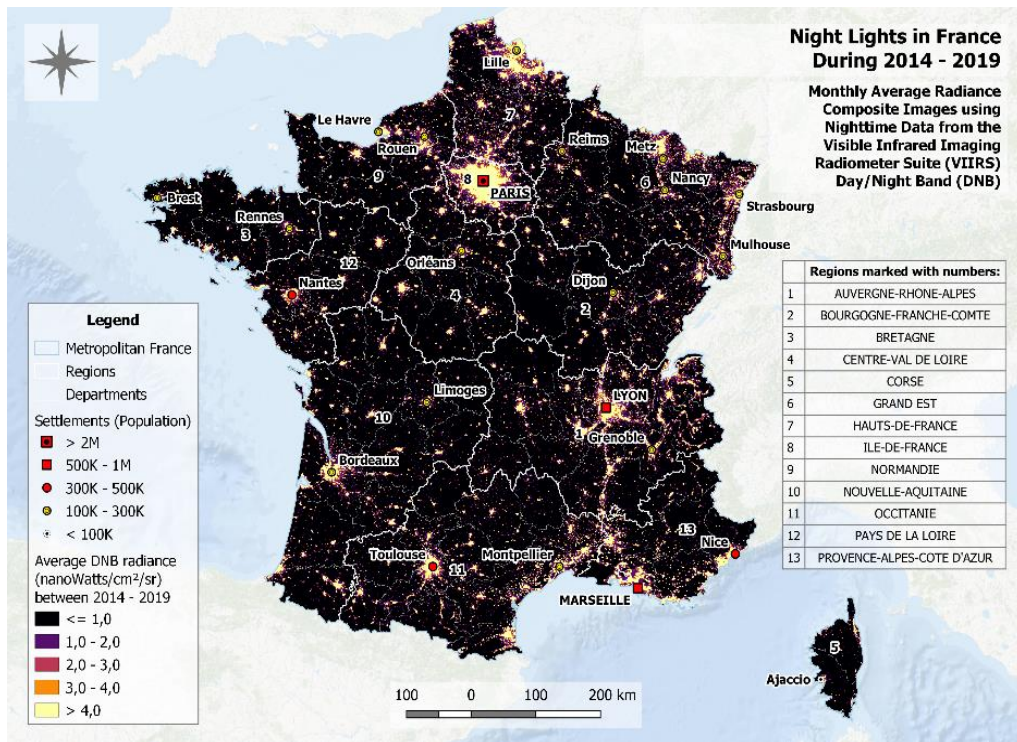 Night Lights in France
During 2014 - 2019
Monthly Average Radiance
Composite Images using
Nighttime Data from the
Visible Infrared Imaging
Radiometer Suite (VIIRS)
Day/Night Band (DNB)
Lille
7
Le Havre
Rouen
Reims
Metz
9
8
PARIS
6
Nancy
Strasbourg
Brest
Rennes
3
Mulhouse
12
Orléans
Nantes
4
Dijon
2
Limoges
LYON
10
1
Grenoble
Bordeaux
13
Nice
Toulouse
11
Montpellier
MARSEILLE
5
Ajaccio
Regions marked with numbers:
1 AUVERGNE-RHONE-ALPES
2 BOURGOGNE-FRANCHE-COMTE
3 BRETAGNE
4 CENTRE-VAL DE LOIRE
5 CORSE
6 GRAND EST
7 HAUTS-DE-FRANCE
8 ILE-DE-FRANCE
9 NORMANDIE
10 NOUVELLE-AQUITAINE
11 OCCITANIE
12 PAYS DE LA LOIRE
13 PROVENCE-ALPES-COTE D'AZUR
Legend
Metropolitan France
Regions
Departments
Settlements (Population)
> 2M
500K - 1M
300K - 500K
100K - 300K
< 100K
Average DNB radiance
(nanoWatts/cm²/sr)
between 2014 - 2019
<= 1,0
1,0 - 2,0
2,0 - 3,0
3,0 - 4,0
> 4,0
100 0 100 200 km